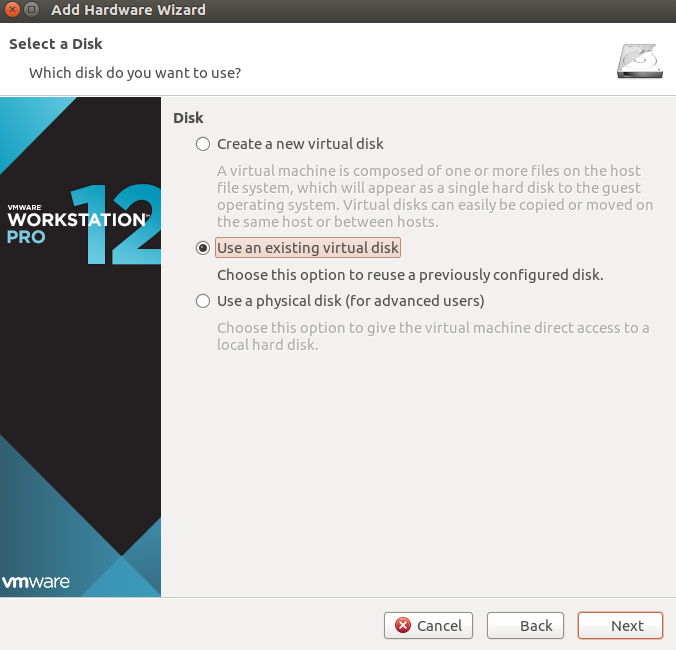 Add Hardware Wizard
Select a Disk
Which disk do you want to use?
VMWARE
WORKSTATION™
PRO
12
vmware
Disk
Create a new virtual disk
A virtual machine is composed of one or more files on the host
file system, which will appear as a single hard disk to the guest
operating system. Virtual disks can easily be copied or moved on
the same host or between hosts.
Use an existing virtual disk
Choose this option to reuse a previously configured disk.
Use a physical disk (for advanced users)
Choose this option to give the virtual machine direct access to a
local hard disk.
Cancel
Back
Next